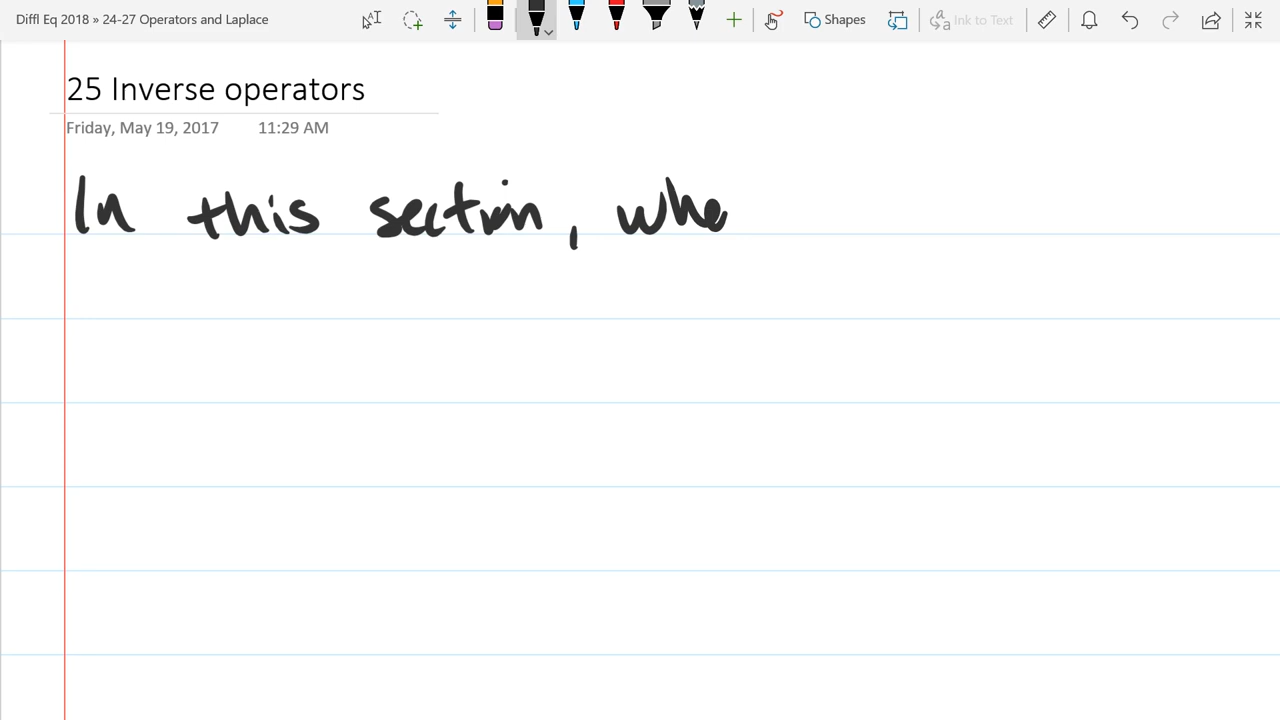 Diffl Eq 2018 » 24-27 Operators and Laplace
Shapes
Ink to Text
25 Inverse operators
Friday, May 19, 2017 11:29 AM
In this section, whe